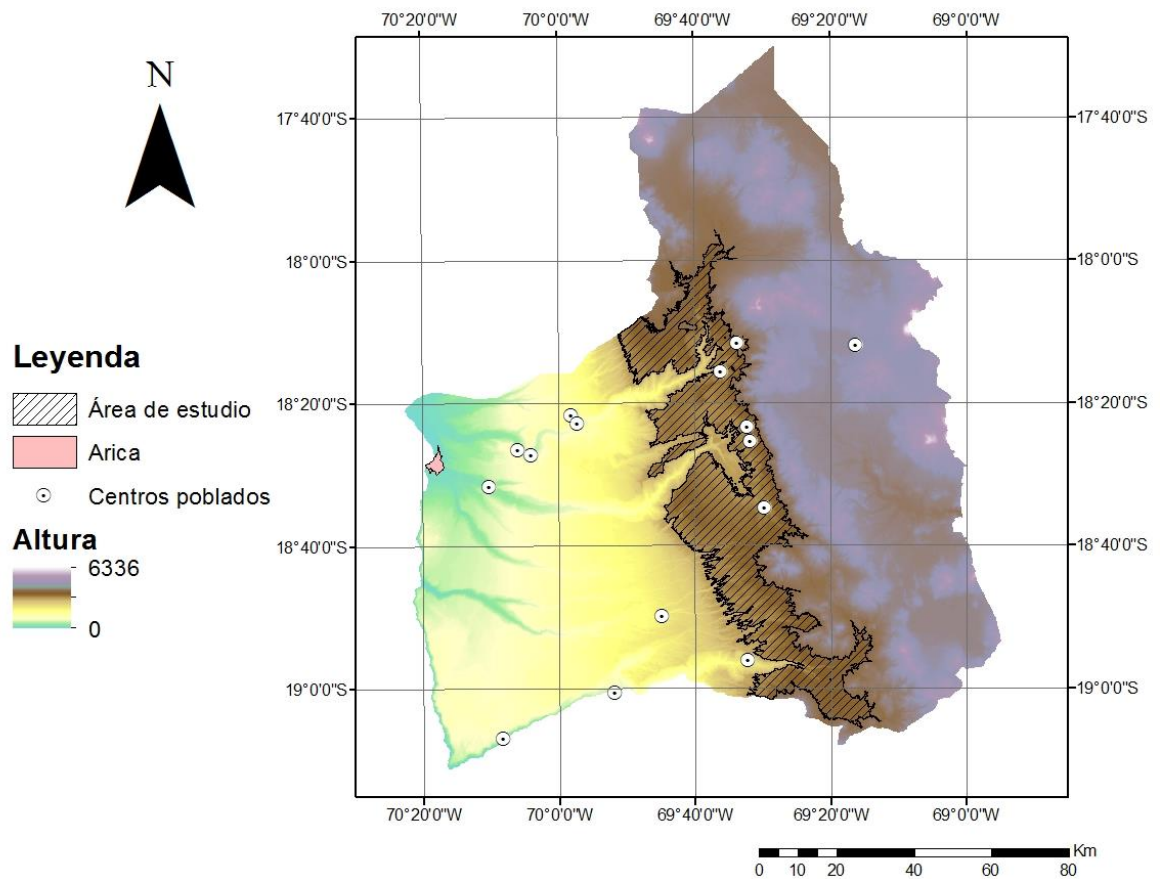 70°20'0"W 70°0'0"W 69°40'0"W 69°20'0"W 69°0'0"W
N
17°40'0"S 17°40'0"S
18°0'0"S 18°0'0"S
Leyenda
Área de estudio
18°20'0"S 18°20'0"S
Arica
Centros poblados
Altura
18°40'0"S 18°40'0"S
6336
0
19°0'0"S 19°0'0"S
70°20'0"W 70°0'0"W 69°40'0"W 69°20'0"W 69°0'0"W
Km
0 10 20 40 60 80